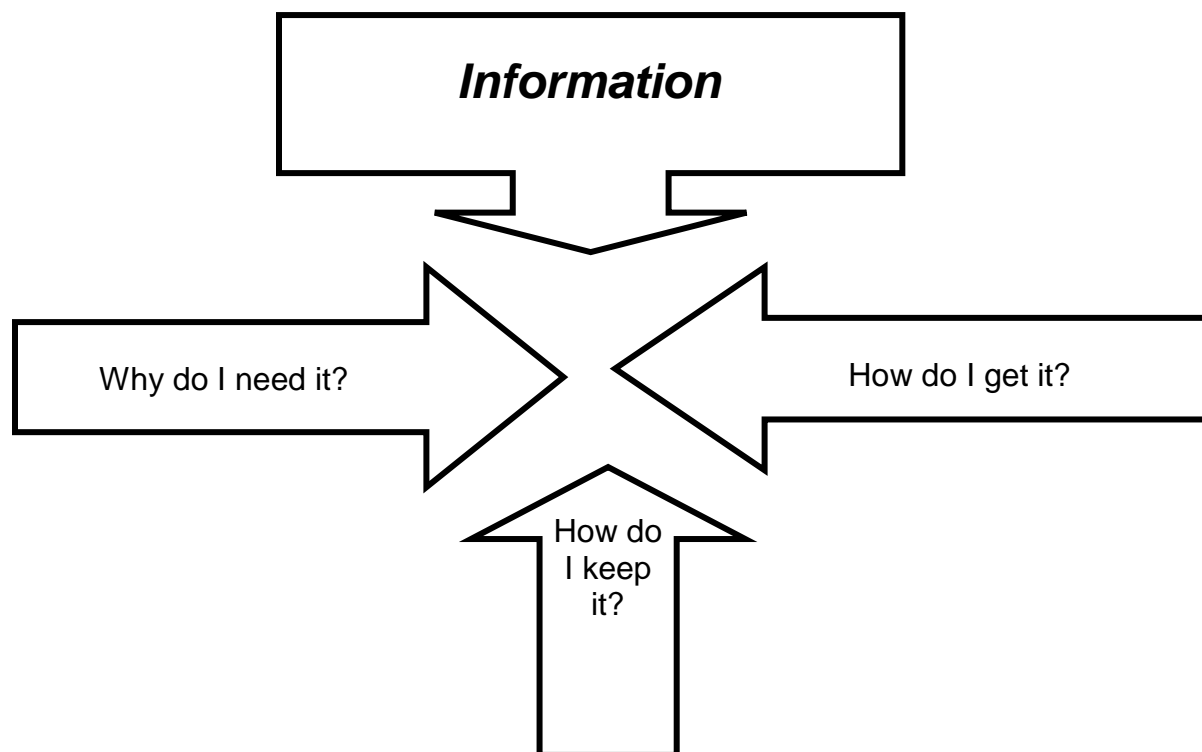 Information
Why do I need it?
How do I get it?
How do
I keep
it?